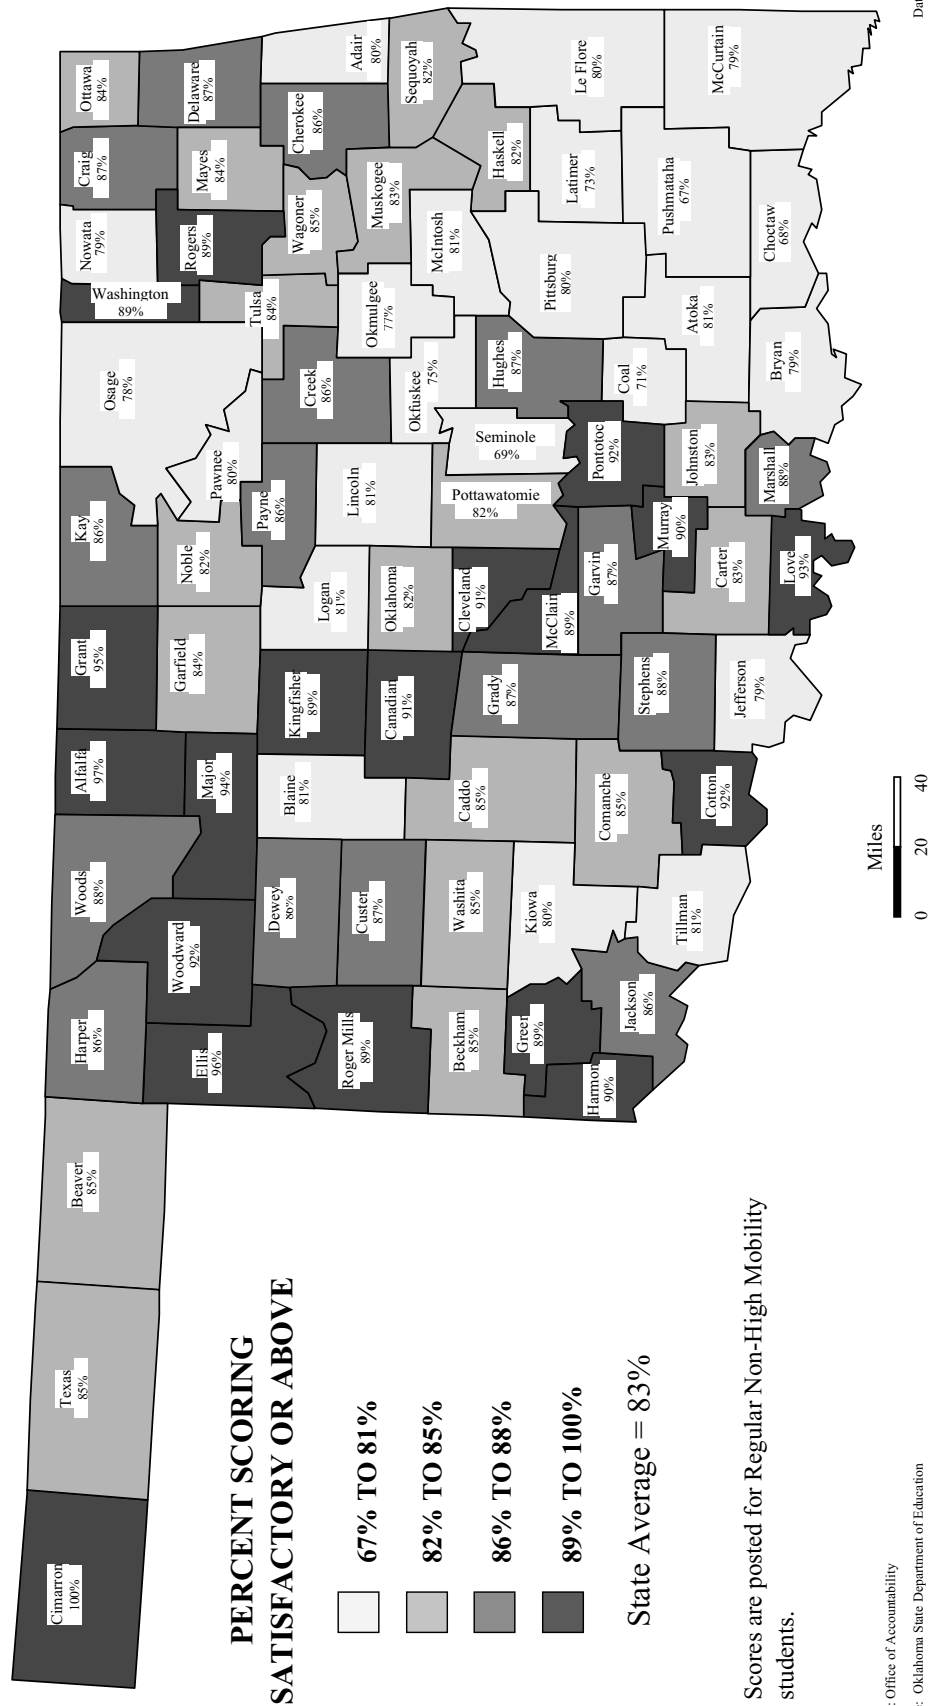 Cimarron
100%
Texas
85%
Beaver
85%
Harper
86%
Woods
88%
Alfalfa
97%
Grant
95%
Kay
86%
Osage
78%
Washington
89%
Nowata
79%
Craig
87%
Ottawa
84%
Ellis
96%
Woodward
92%
Major
94%
Garfield
84%
Noble
82%
Pawnee
80%
Rogers
89%
Mayes
84%
Delaware
87%
Dewey
86%
Blaine
81%
Kingfisher
89%
Logan
81%
Payne
86%
Creek
86%
Tulsa
84%
Wagoner
85%
Cherokee
86%
Adair
80%
Roger Mills
89%
Custer
87%
Canadian
91%
Oklahoma
82%
Lincoln
81%
Okfuskee
75%
Okmulgee
77%
Muskogee
83%
Sequoyah
82%
Beckham
85%
Washita
85%
Caddo
85%
Grady
87%
Cleveland
91%
Pottawatomie
82%
Seminole
69%
Hughes
87%
McIntosh
81%
Haskell
82%
Greer
89%
Kiowa
80%
McClain
89%
Pontotoc
92%
Pittsburg
80%
Latimer
73%
Le Flore
80%
Harmon
90%
Jackson
86%
Comanche
85%
Stephens
88%
Garvin
87%
Murray
90%
Coal
71%
Johnston
83%
Atoka
81%
Pushmataha
67%
McCurtain
79%
Tillman
81%
Cotton
92%
Jefferson
79%
Carter
83%
Love
93%
Marshall
88%
Bryan
79%
Choctaw
68%
PERCENT SCORING
SATISFACTORY OR ABOVE
67% TO 81%
82% TO 85%
86% TO 88%
89% TO 100%
State Average = 83%
Scores are posted for Regular Non-High Mobility
students.
Miles
0 20 40
: Office of Accountability
: Oklahoma State Department of Education
Dat